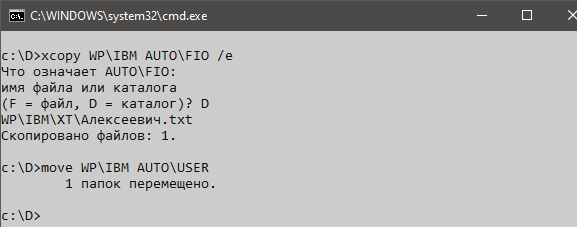 C:\WINDOWS\system32\cmd.exe
c:\D>xcopy WP\IBM AUTO\FIO /e
Что означает AUTO\FIO:
имя файла или каталога
(F = файл, D = каталог)? D
WP\IBM\XT\Алексеевич.txt
Скопировано файлов: 1.
c:\D>move WP\IBM AUTO\USER
        1 папок перемещено.
c:\D>